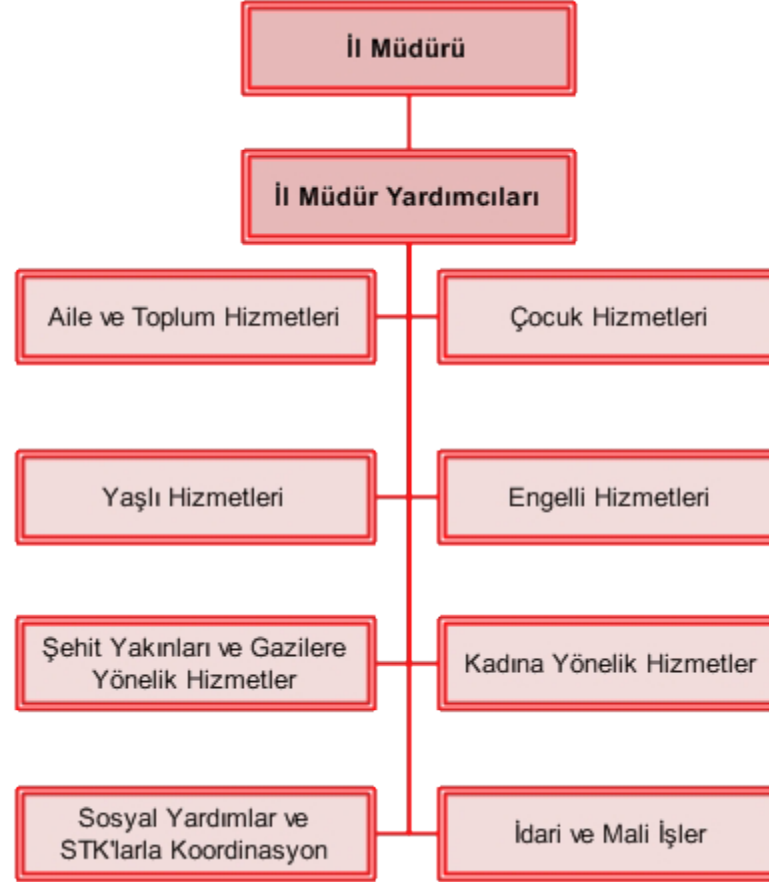 İl Müdürü
İl Müdür Yardımcıları
Aile ve Toplum Hizmetleri
Çocuk Hizmetleri
Yaşlı Hizmetleri
Engelli Hizmetleri
Şehit Yakınları ve Gazilere
Yönelik Hizmetler
Kadına Yönelik Hizmetler
Sosyal Yardımlar ve
STK'larla Koordinasyon
İdari ve Mali İşler